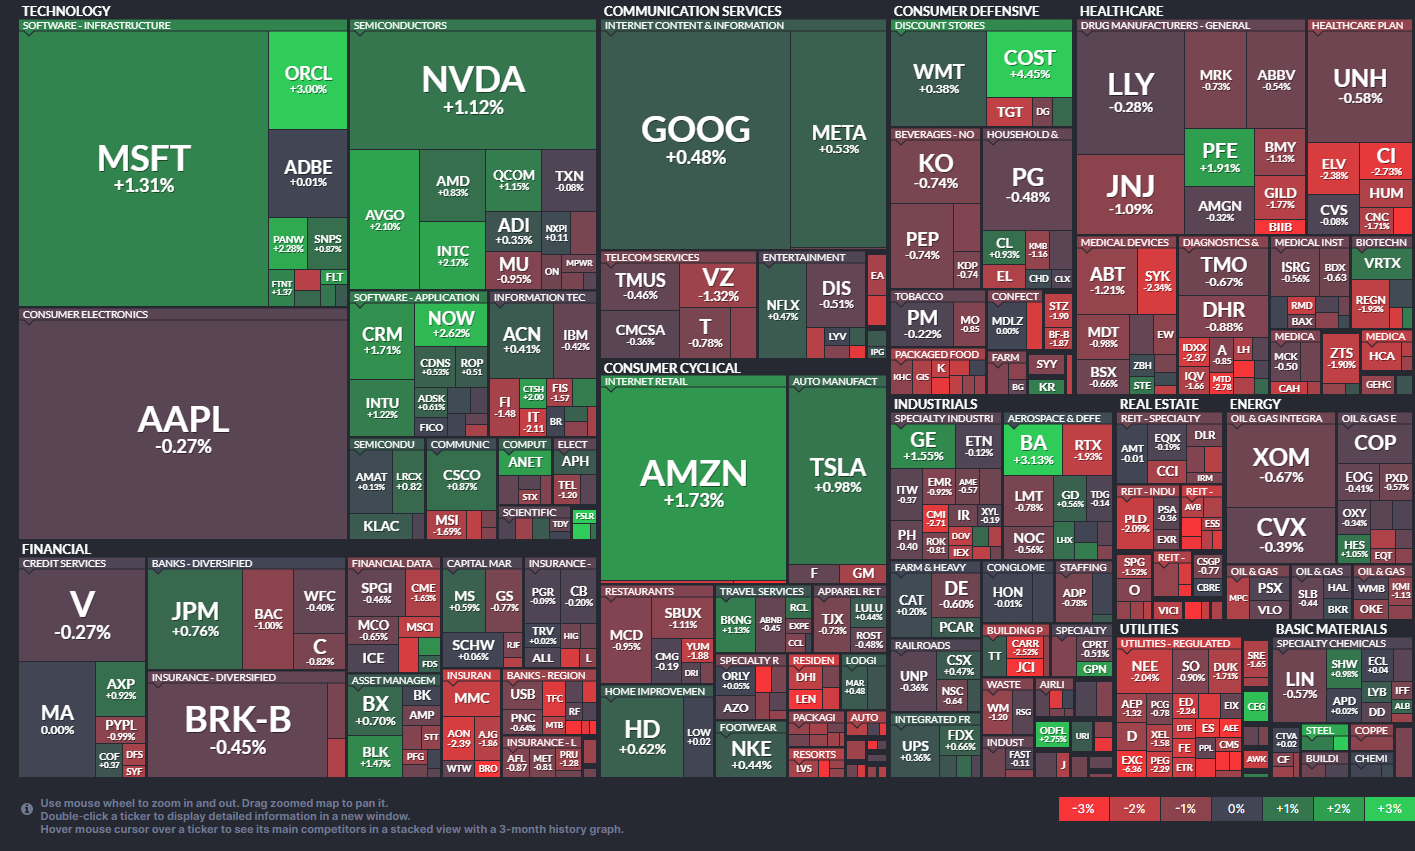 TECHNOLOGY
SOFTWARE - INFRASTRUCTURE
MSFT
+1.31%
ORCL
+3.00%
ADBE
+0.01%
PANW
+2.28%
SNPS
+0.87%
FTNT
+1.37
FLT
SEMICONDUCTORS
NVDA
+1.12%
AVGO
+2.10%
AMD
+0.83%
QCOM
+1.15%
TXN
-0.08%
INTC
+2.17%
ADI
+0.35%
NXPI
+0.11
MU
-0.95%
ON
MPWR
CONSUMER ELECTRONICS
AAPL
-0.27%
SOFTWARE - APPLICATION
CRM
+1.71%
NOW
+2.62%
CDNS
+0.53%
ROP
+0.51
INTU
+1.22%
ADSK
+0.61%
FICO
INFORMATION TEC
ACN
+0.41%
IBM
-0.42%
FI
-1.48
CTSH
+2.00
FIS
-1.57
IT
-2.11
BR
SEMICONDU
AMAT
+0.13%
LRCX
+0.82
KLAC
COMMUNIC
CSCO
+0.87%
MSI
-1.69%
COMPUT
ANET
STX
ELECT
APH
TEL
-1.20
SCIENTIFIC
TDY
FSLR
COMMUNICATION SERVICES
INTERNET CONTENT & INFORMATION
GOOG
+0.48%
META
+0.53%
TELECOM SERVICES
TMUS
-0.46%
VZ
-1.32%
CMCSA
-0.36%
T
-0.78%
ENTERTAINMENT
NFLX
+0.47%
DIS
-0.51%
LYV
EA
IPG
CONSUMER CYCLICAL
INTERNET RETAIL
AMZN
+1.73%
AUTO MANUFACT
TSLA
+0.98%
F
GM
RESTAURANTS
MCD
-0.95%
SBUX
-1.11%
CMG
-0.19
YUM
-1.88
DRI
TRAVEL SERVICES
BKNG
+1.13%
ABNB
-0.45
RCL
EXPE
CCL
APPAREL RET
TJX
-0.73%
LULU
+0.44%
ROST
-0.48%
HOME IMPROVEMEN
HD
+0.62%
LOW
+0.02
SPECIALTY R
ORLY
+0.05%
AZO
RESIDEN
DHI
LEN
LODGI
MAR
+0.48
FOOTWEAR
NKE
+0.44%
PACKAGI
AUTO
RESORTS
LVS
CONSUMER DEFENSIVE
DISCOUNT STORES
WMT
+0.38%
COST
+4.45%
TGT
DG
BEVERAGES - NO
KO
-0.74%
PEP
-0.74%
KDP
-0.74
HOUSEHOLD &
PG
-0.48%
CL
+0.93%
KMB
-1.16
EL
CHD
CLX
TOBACCO
PM
-0.22%
MO
-0.85
CONFECT
MDLZ
0.00%
STZ
-1.90
BF-B
-1.87
PACKAGED FOOD
KHC
GIS
K
FARM
BG
SYY
KR
HEALTHCARE
DRUG MANUFACTURERS - GENERAL
LLY
-0.28%
JNJ
-1.09%
MRK
-0.73%
ABBV
-0.54%
PFE
+1.91%
BMY
-1.13%
AMGN
-0.32%
GILD
-1.77%
BIIB
HEALTHCARE PLAN
UNH
-0.58%
ELV
-2.38%
CI
-2.73%
CVS
-0.08%
HUM
CNC
-1.71%
MEDICAL DEVICES
ABT
-1.21%
SYK
-2.34%
MDT
-0.98%
EW
BSX
-0.66%
ZBH
STE
DIAGNOSTICS &
TMO
-0.67%
DHR
-0.88%
IDXX
-2.37
A
-0.85
LH
IQV
-1.66
MTD
-2.78
MEDICAL INST
ISRG
-0.56%
BDX
-0.63
RMD
BAX
BIOTECHN
VRTX
REGN
-1.93%
MEDICA
MCK
-0.50
CAH
ZTS
-1.90%
MEDICA
HCA
GEHC
INDUSTRIALS
SPECIALTY INDUSTRI
GE
+1.55%
ETN
-0.12%
ITW
-0.37
EMR
-0.92%
AME
-0.57
CMI
-2.71
IR
XYL
-0.19
PH
-0.40
ROK
-0.81
DOV
IEX
AEROSPACE & DEFE
BA
+3.13%
RTX
-1.93%
LMT
-0.78%
GD
+0.56%
TDG
-0.14
NOC
-0.56%
LHX
FARM & HEAVY
CAT
+0.20%
DE
-0.60%
PCAR
CONGLOME
HON
-0.01%
STAFFING
ADP
-0.78%
RAILROADS
UNP
-0.36%
CSX
+0.47%
NSC
-0.64
BUILDING P
TT
CARR
-2.52%
JCI
SPECIALTY
CPRT
-0.51%
GPN
INTEGRATED FR
UPS
+0.36%
FDX
+0.66%
WASTE
WM
-1.20
RSG
AIRLI
ODFL
+2.75%
URI
INDUST
FAST
-0.11
J
REAL ESTATE
REIT - SPECIALTY
AMT
-0.01
EQIX
-0.19%
DLR
CCI
IRM
REIT - INDU
PLD
-2.09%
PSA
-0.36
EXR
REIT -
AVB
ESS
SPG
-1.52%
O
REIT -
VICI
CSGP
-0.77
CBRE
ENERGY
OIL & GAS INTEGRA
XOM
-0.67%
CVX
-0.39%
OIL & GAS E
COP
EOG
-0.41%
PXD
-0.57%
OXY
-0.34%
HES
+1.05%
EQT
OIL & GAS
MPC
PSX
VLO
OIL & GAS
SLB
-0.44
HAL
BKR
OIL & GAS
WMB
KMI
-1.13
OKE
UTILITIES
UTILITIES - REGULATED
NEE
-2.04%
SO
-0.90%
DUK
-1.71%
AEP
-1.32
PCG
-0.78
ED
-2.24
EIX
D
XEL
-1.58
DTE
ES
AEE
EXC
-6.36
PEG
-2.29
FE
PPL
CMS
ETR
SRE
-1.65
CEG
AWK
BASIC MATERIALS
SPECIALTY CHEMICALS
LIN
-0.57%
SHW
+0.98%
ECL
+0.04
APD
+0.02%
LYB
IFF
DD
ALB
CTVA
+0.02
CF
STEEL
COPPE
BUILDI
CHEMI
FINANCIAL
CREDIT SERVICES
V
-0.27%
MA
0.00%
AXP
+0.92%
PYPL
-0.99%
COF
+0.37
DFS
SYF
BANKS - DIVERSIFIED
JPM
+0.76%
BAC
-1.00%
WFC
-0.40%
C
-0.82%
INSURANCE - DIVERSIFIED
BRK-B
-0.45%
FINANCIAL DATA
SPGI
-0.46%
CME
-1.63%
MCO
-0.65%
MSCI
ICE
FDS
CAPITAL MAR
MS
+0.59%
GS
-0.77%
SCHW
+0.06%
RJF
INSURANCE -
PGR
-0.09%
CB
-0.20%
TRV
+0.02%
HIG
ALL
L
ASSET MANAGEM
BX
+0.70%
BK
AMP
BLK
+1.47%
STT
PFG
INSURAN
MMC
AON
-2.39
AJG
-1.86
WTW
BRO
BANKS - REGION
USB
TFC
PNC
-0.64%
RF
MTB
INSURANCE - L
AFL
-0.87
MET
-0.81
PRU
-1.28
Use mouse wheel to zoom in and out. Drag zoomed map to pan it.
Double-click a ticker to display detailed information in a new window.
Hover mouse cursor over a ticker to see its main competitors in a stacked view with a 3-month history graph.
-3%
-2%
-1%
0%
+1%
+2%
+3%